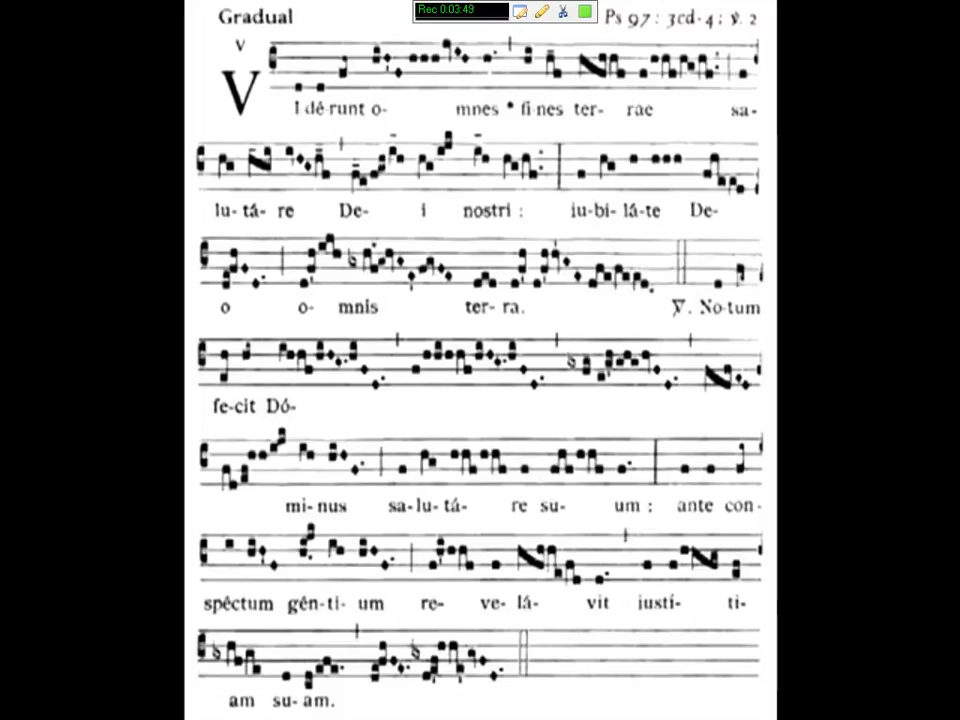 Rec 0:03:49
Gradual Ps 97 : 3cd-4 ; ℣. 2
V
V I dé-runt o- mnes * fi-nes ter- rae sa-
lu-tá- re De- i nostri : iu-bi- lá-te De-
o o- mnis ter- ra. ℣. No-tum
fe-cit Dó-
mi-nus sa-lu-tá- re su- um : ante con-
spéctum gén-ti- um re- ve- lá- vit iustí- ti-
am su- am.